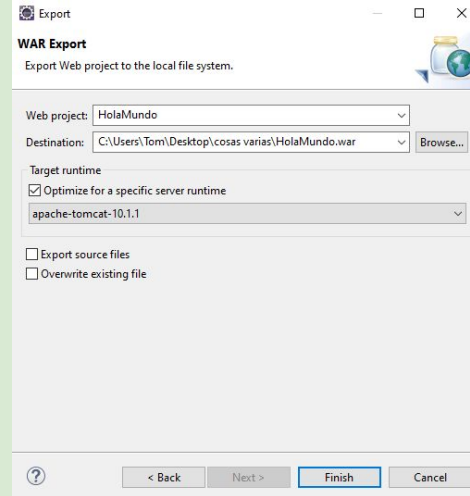 Export
WAR Export
Export Web project to the local file system.
Web project: HolaMundo
Destination: C:\Users\Tom\Desktop\cosas varias\HolaMundo.war Browse...
Target runtime
Optimize for a specific server runtime
apache-tomcat-10.1.1
Export source files
Overwrite existing file
? < Back Next > Finish Cancel